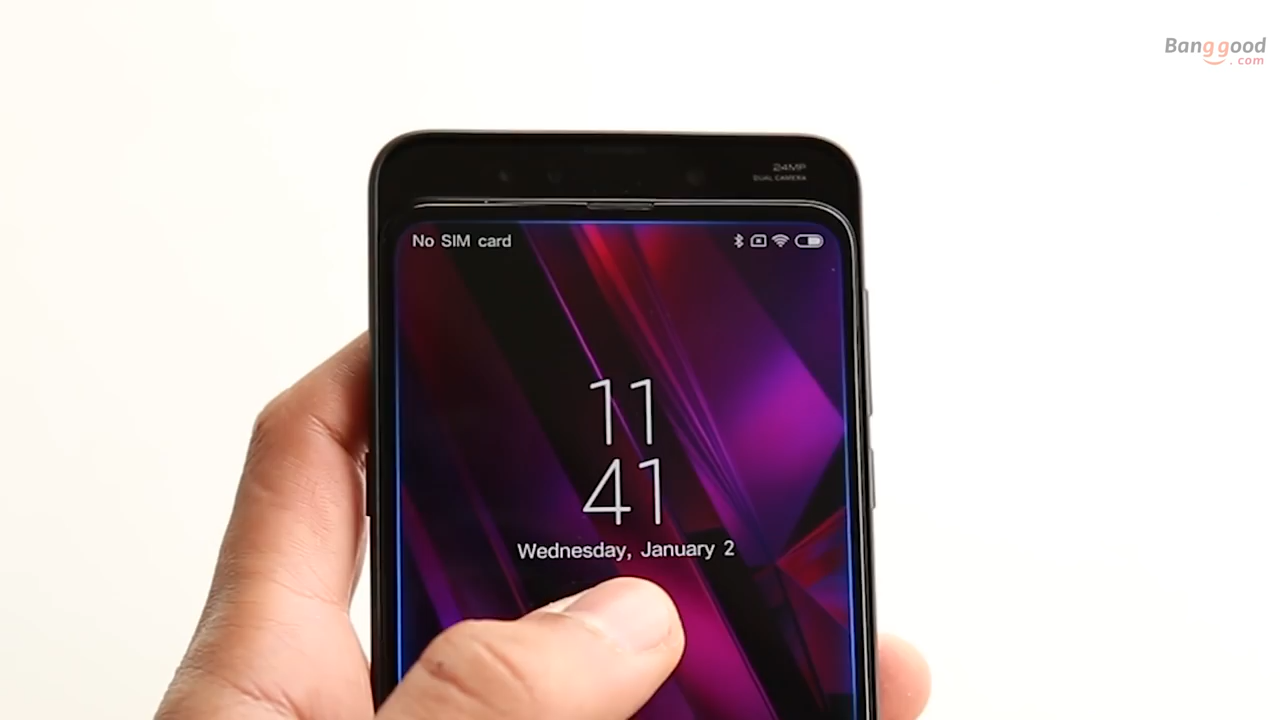 Banggood
.com
24MP
DUAL CAMERA
No SIM card
11
41
Wednesday, January 2